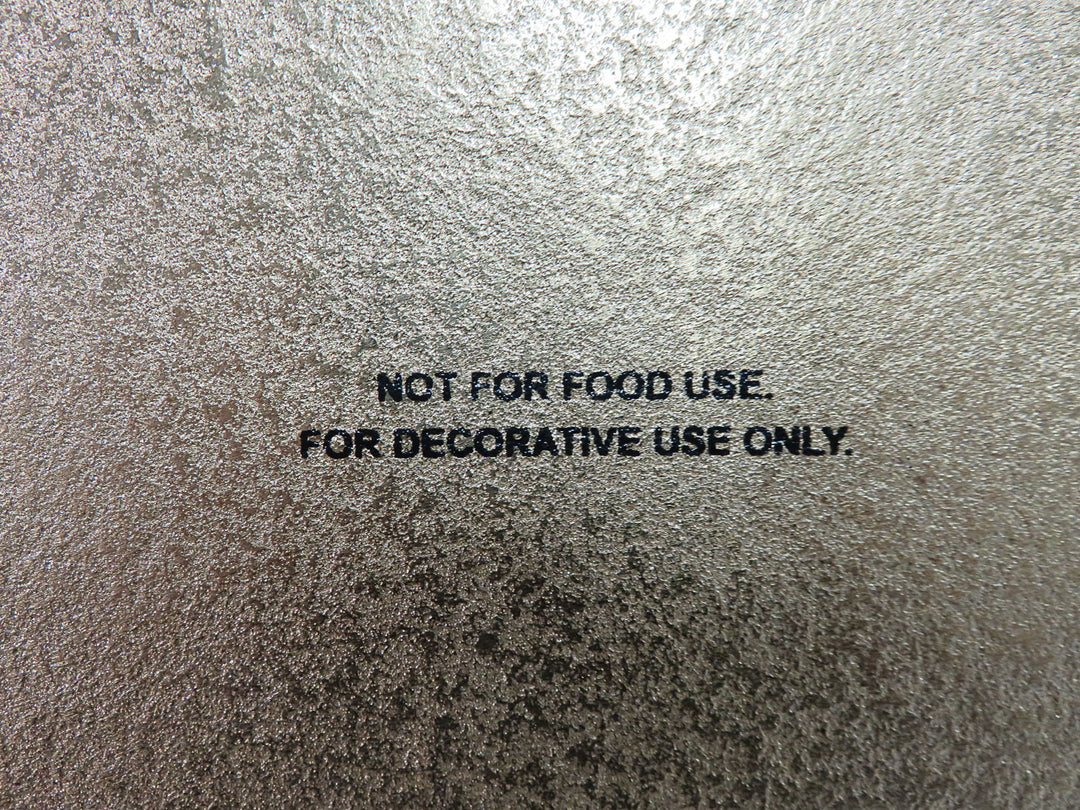 NOT FOR FOOD USE.
FOR DECORATIVE USE ONLY.